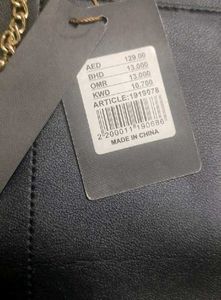 AED 129.00
BHD 13.000
OMR 13.000
KWD 10.700
ARTICLE:1919078
2 200011 190686
MADE IN CHINA